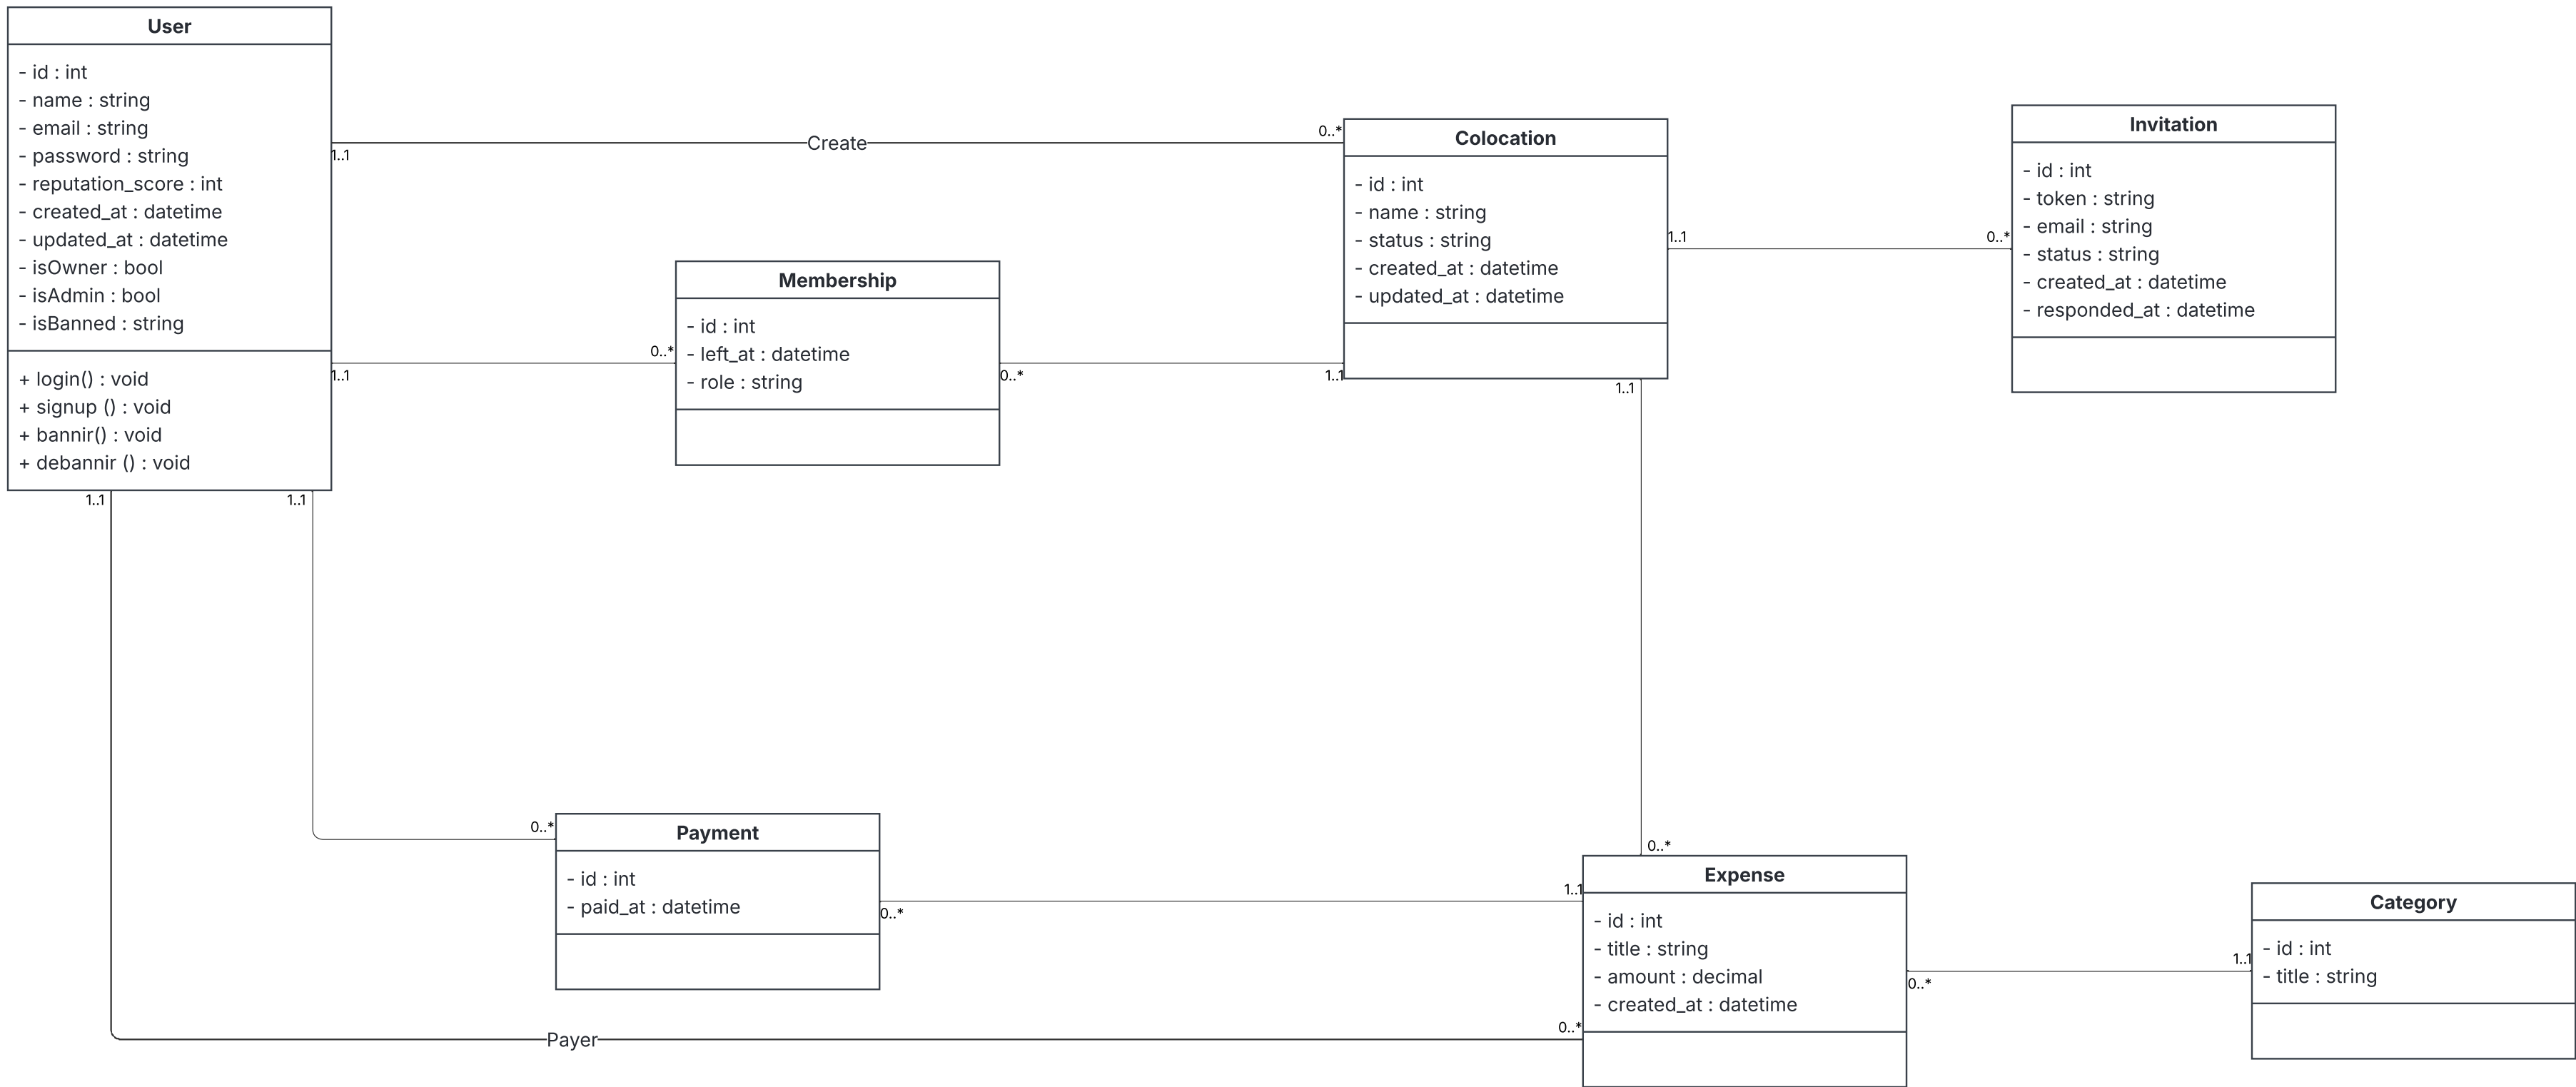 User
- id : int
- name : string
- email : string
- password : string
- reputation_score : int
- created_at : datetime
- updated_at : datetime
- isOwner : bool
- isAdmin : bool
- isBanned : string
+ login() : void
+ signup () : void
+ bannir() : void
+ debannir () : void
1..1
Create
0..*
1..1
0..*
Membership
- id : int
- left_at : datetime
- role : string
0..*
1..1
Colocation
- id : int
- name : string
- status : string
- created_at : datetime
- updated_at : datetime
1..1
0..*
Invitation
- id : int
- token : string
- email : string
- status : string
- created_at : datetime
- responded_at : datetime
1..1
0..*
1..1
1..1
0..*
Payment
- id : int
- paid_at : datetime
0..*
1..1
Payer
0..*
Expense
- id : int
- title : string
- amount : decimal
- created_at : datetime
0..*
1..1
Category
- id : int
- title : string